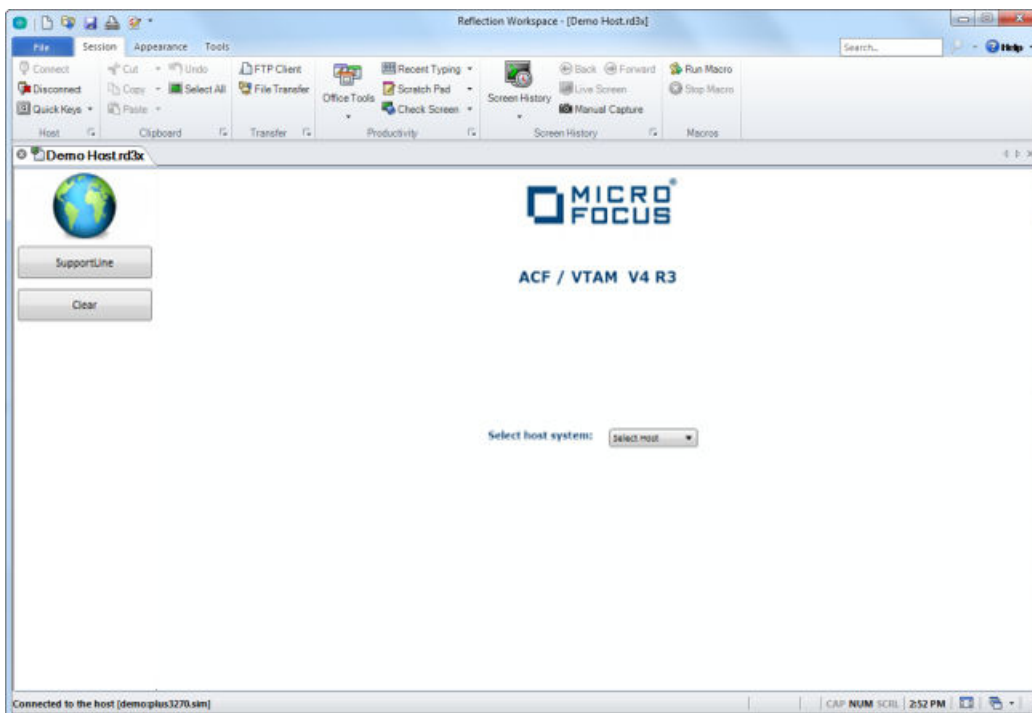 Reflection Workspace - [Demo Host.rd3x]
File Session Appearance Tools Search... Help
Connect Cut Undo FTP Client Recent Typing Back Forward Run Macro
Disconnect Copy Select All File Transfer Office Tools Scratch Pad Screen History Live Screen Stop Macro
Quick Keys Paste Check Screen Manual Capture
Host Clipboard Transfer Productivity Screen History Macros
Demo Host.rd3x
MICRO
FOCUS
SupportLine
ACF / VTAM V4 R3
Clear
Select host system: Select Host
Connected to the host [demo:plus3270.sim] CAP NUM SCRL 2:52 PM